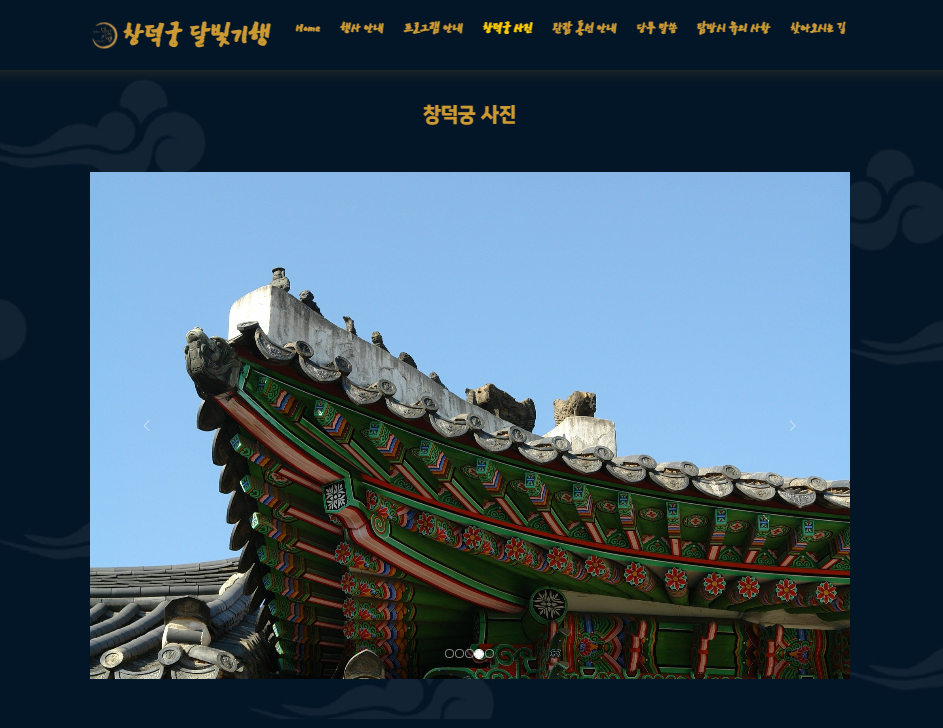 창덕궁 달빛기행
Home 행사 안내 프로그램 안내 창덕궁 사진 관람 동선 안내 당부 말씀 답방시 유의 사항 찾아오시는 길
창덕궁 사진